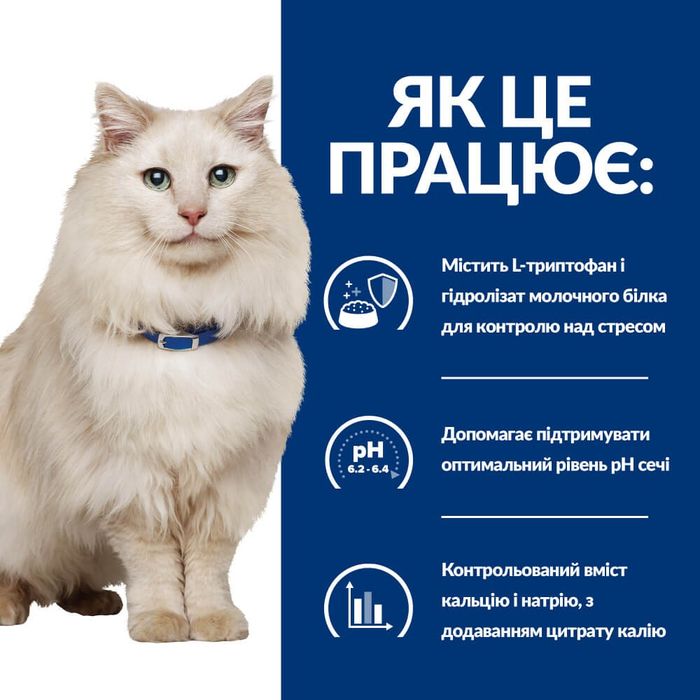 ЯК ЦЕ
ПРАЦЮЄ:
Містить L-триптофан і
гідролізат молочного білка
для контролю над стресом
pH
6.2 - 6.4
Допомагає підтримувати
оптимальний рівень pH сечі
Контрольований вміст
кальцію і натрію, з
додаванням цитрату калію